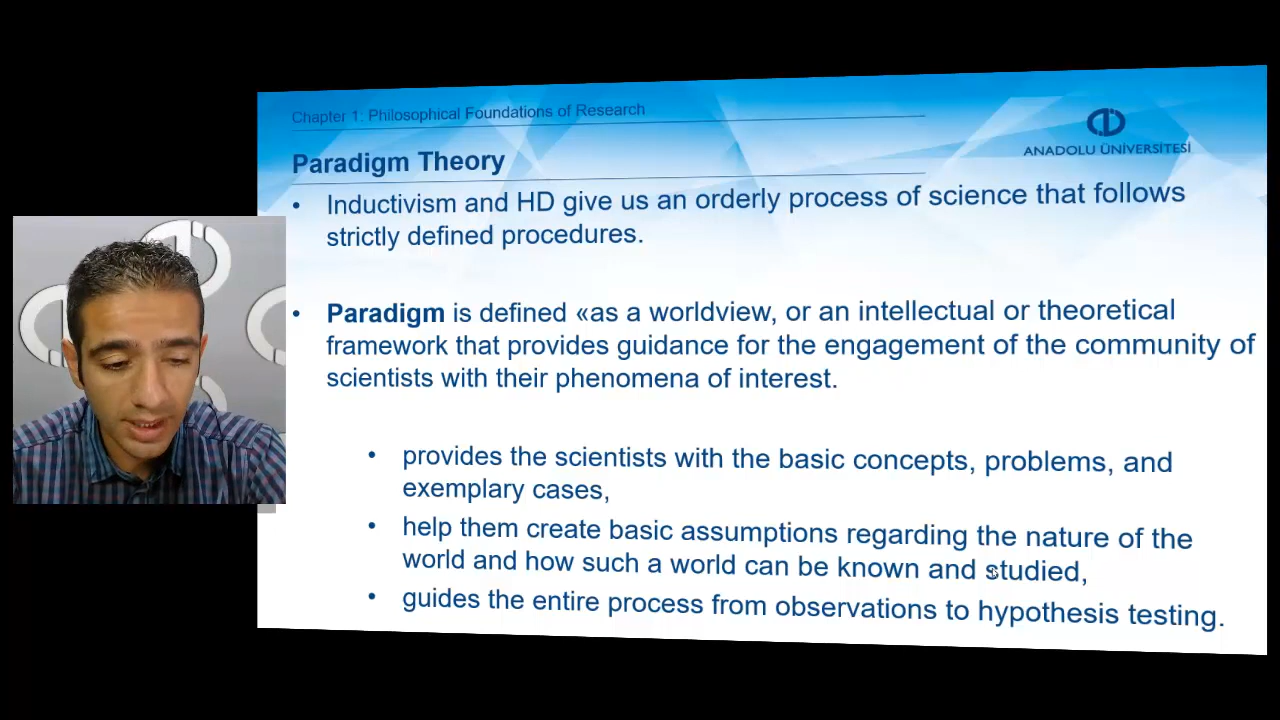 Chapter 1: Philosophical Foundations of Research
ANADOLU ÜNİVERSİTESİ
Paradigm Theory
• Inductivism and HD give us an orderly process of science that follows
strictly defined procedures.
• Paradigm is defined «as a worldview, or an intellectual or theoretical
framework that provides guidance for the engagement of the community of
scientists with their phenomena of interest.
• provides the scientists with the basic concepts, problems, and
exemplary cases,
• help them create basic assumptions regarding the nature of the
world and how such a world can be known and studied,
• guides the entire process from observations to hypothesis testing.